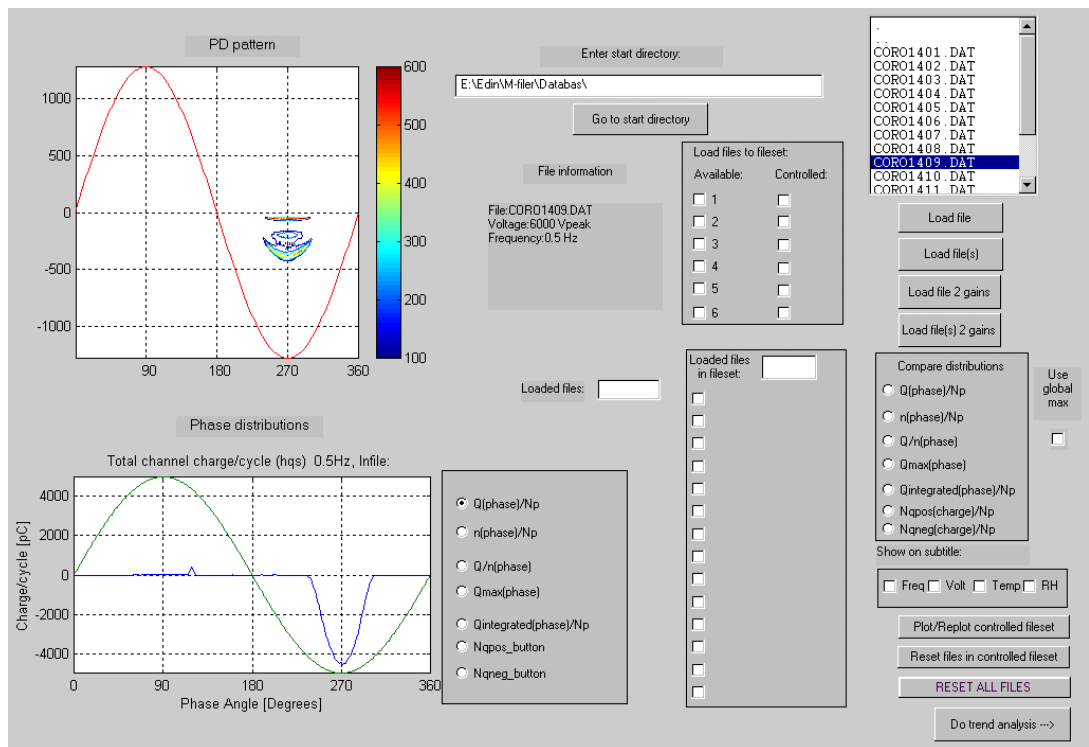 PD pattern
1000
500
0
-500
-1000
90
180
270
360
600
500
400
300
200
100
Enter start directory:
E:\Edin\M-filer\Databas\
Go to start directory
File information
File:CORO1409.DAT
Voltage:6000 Vpeak
Frequency:0.5 Hz
Load files to fileset:
Available:
Controlled:
1
2
3
4
5
6
.
..
CORO1401.DAT
CORO1402.DAT
CORO1403.DAT
CORO1404.DAT
CORO1405.DAT
CORO1406.DAT
CORO1407.DAT
CORO1408.DAT
CORO1409.DAT
CORO1410.DAT
CORO1411.DAT
Load file
Load file(s)
Load file 2 gains
Load file(s) 2 gains
Loaded files:
Loaded files
in fileset:
Compare distributions
Q(phase)/Np
n(phase)/Np
Q/n(phase)
Qmax(phase)
Qintegrated(phase)/Np
Nqpos(charge)/Np
Nqneg(charge)/Np
Use
global
max
Phase distributions
Total channel charge/cycle (hqs) 0.5Hz, Infile:
Charge/cycle [pC]
4000
2000
0
-2000
-4000
0
90
180
270
360
Phase Angle [Degrees]
Q(phase)/Np
n(phase)/Np
Q/n(phase)
Qmax(phase)
Qintegrated(phase)/Np
Nqpos_button
Nqneg_button
Show on subtitle:
Freq
Volt
Temp
RH
Plot/Replot controlled fileset
Reset files in controlled fileset
RESET ALL FILES
Do trend analysis --->